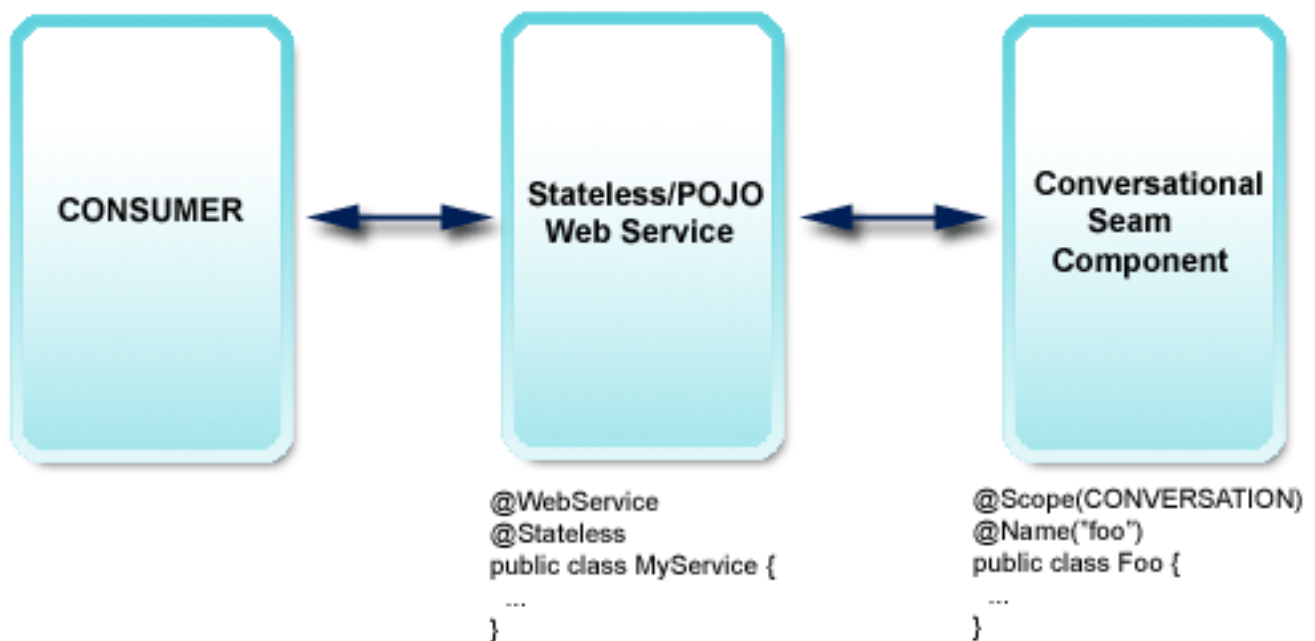 CONSUMER
Stateless/POJO
Web Service
Conversational
Seam
Component
@WebService
@Stateless
public class MyService {
...
}
@Scope(CONVERSATION)
@Name("foo")
public class Foo {
...
}